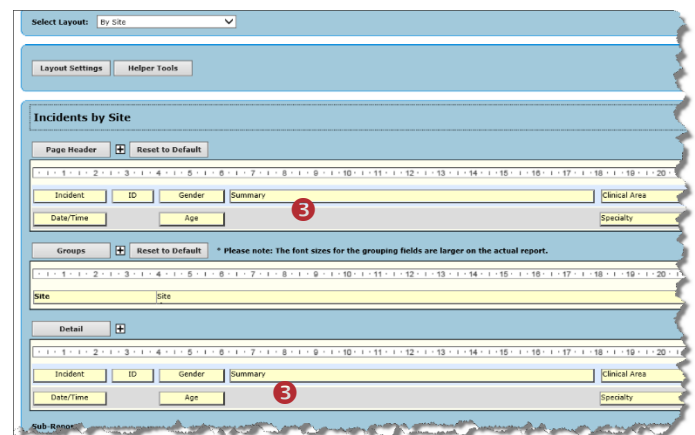 Select Layout: By Site
Layout Settings Helper Tools
Incidents by Site
Page Header Reset to Default
1 2 3 4 5 6 7 8 9 10 11 12 13 14 15 16 17 18 19 20
Incident ID Gender Summary Clinical Area
3
Date/Time Age Specialty
Groups Reset to Default * Please note: The font sizes for the grouping fields are larger on the actual report.
1 2 3 4 5 6 7 8 9 10 11 12 13 14 15 16 17 18 19 20
Site Site
Detail
1 2 3 4 5 6 7 8 9 10 11 12 13 14 15 16 17 18 19 20
Incident ID Gender Summary Clinical Area
Date/Time Age 3 Specialty